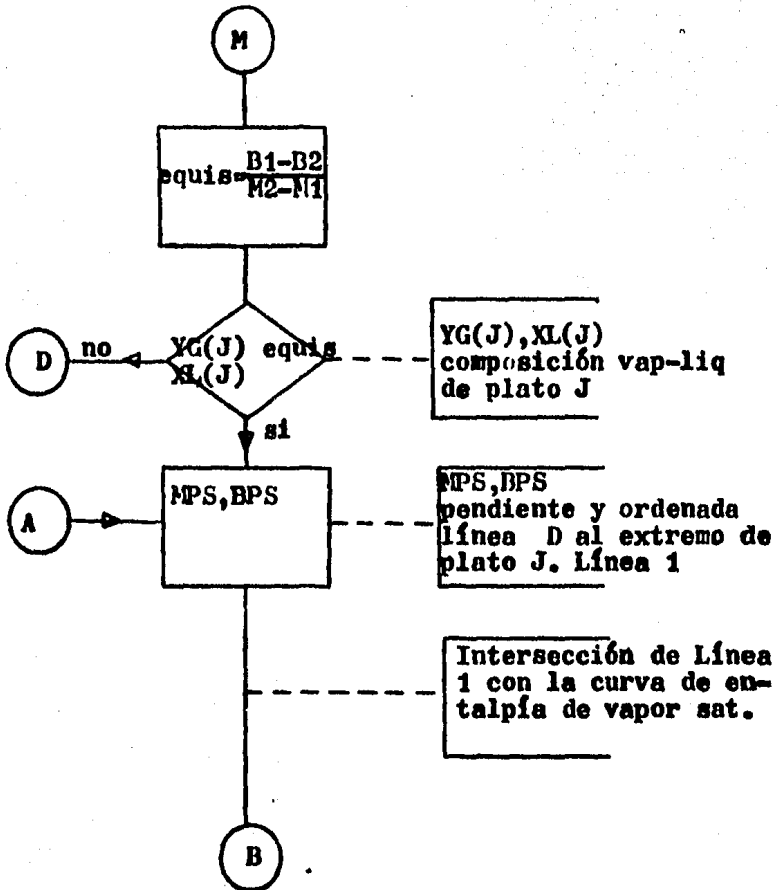 M
equis=B1-B2
M2-M1
D
no
YG(J) equis
XL(J)
YG(J),XL(J)
composición vap-liq
de plato J
si
A
MPS,BPS
MPS,BPS
pendiente y ordenada
línea D al extremo de
plato J. Línea 1
Intersección de Línea
1 con la curva de en-
talpía de vapor sat.
B